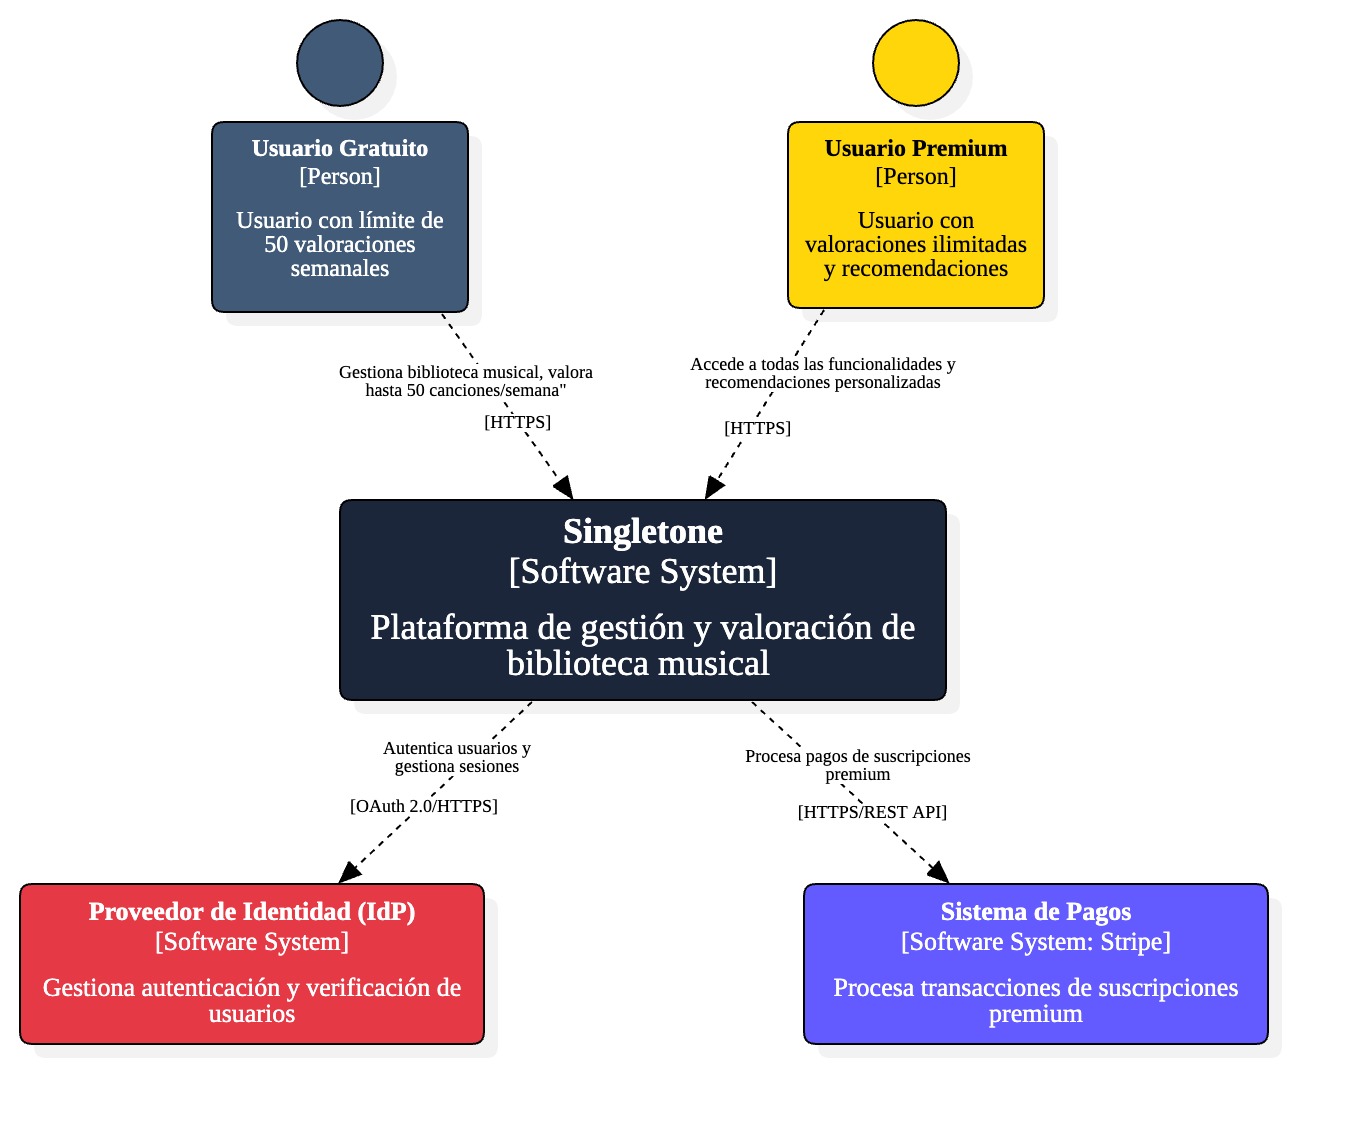 Usuario Gratuito
[Person]
Usuario con límite de
50 valoraciones
semanales
Usuario Premium
[Person]
Usuario con
valoraciones ilimitadas
y recomendaciones
Gestiona biblioteca musical, valora
hasta 50 canciones/semana"
[HTTPS]
Accede a todas las funcionalidades y
recomendaciones personalizadas
[HTTPS]
Singletone
[Software System]
Plataforma de gestión y valoración de
biblioteca musical
Autentica usuarios y
gestiona sesiones
[OAuth 2.0/HTTPS]
Procesa pagos de suscripciones
premium
[HTTPS/REST API]
Proveedor de Identidad (IdP)
[Software System]
Gestiona autenticación y verificación de
usuarios
Sistema de Pagos
[Software System: Stripe]
Procesa transacciones de suscripciones
premium